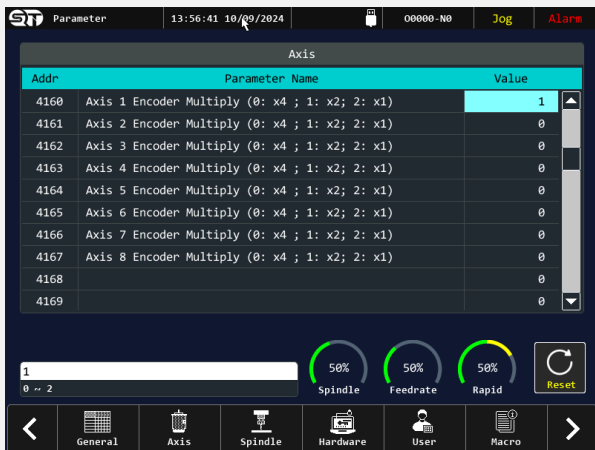 ST Parameter 13:56:41 10/09/2024 O0000-N0 Jog Alarm
Axis
Addr Parameter Name Value
4160 Axis 1 Encoder Multiply (0: x4 ; 1: x2; 2: x1) 1
4161 Axis 2 Encoder Multiply (0: x4 ; 1: x2; 2: x1) 0
4162 Axis 3 Encoder Multiply (0: x4 ; 1: x2; 2: x1) 0
4163 Axis 4 Encoder Multiply (0: x4 ; 1: x2; 2: x1) 0
4164 Axis 5 Encoder Multiply (0: x4 ; 1: x2; 2: x1) 0
4165 Axis 6 Encoder Multiply (0: x4 ; 1: x2; 2: x1) 0
4166 Axis 7 Encoder Multiply (0: x4 ; 1: x2; 2: x1) 0
4167 Axis 8 Encoder Multiply (0: x4 ; 1: x2; 2: x1) 0
4168 0
4169 0
1
0 ~ 2
50% 50% 50%
Spindle Feedrate Rapid Reset
General Axis Spindle Hardware User Macro